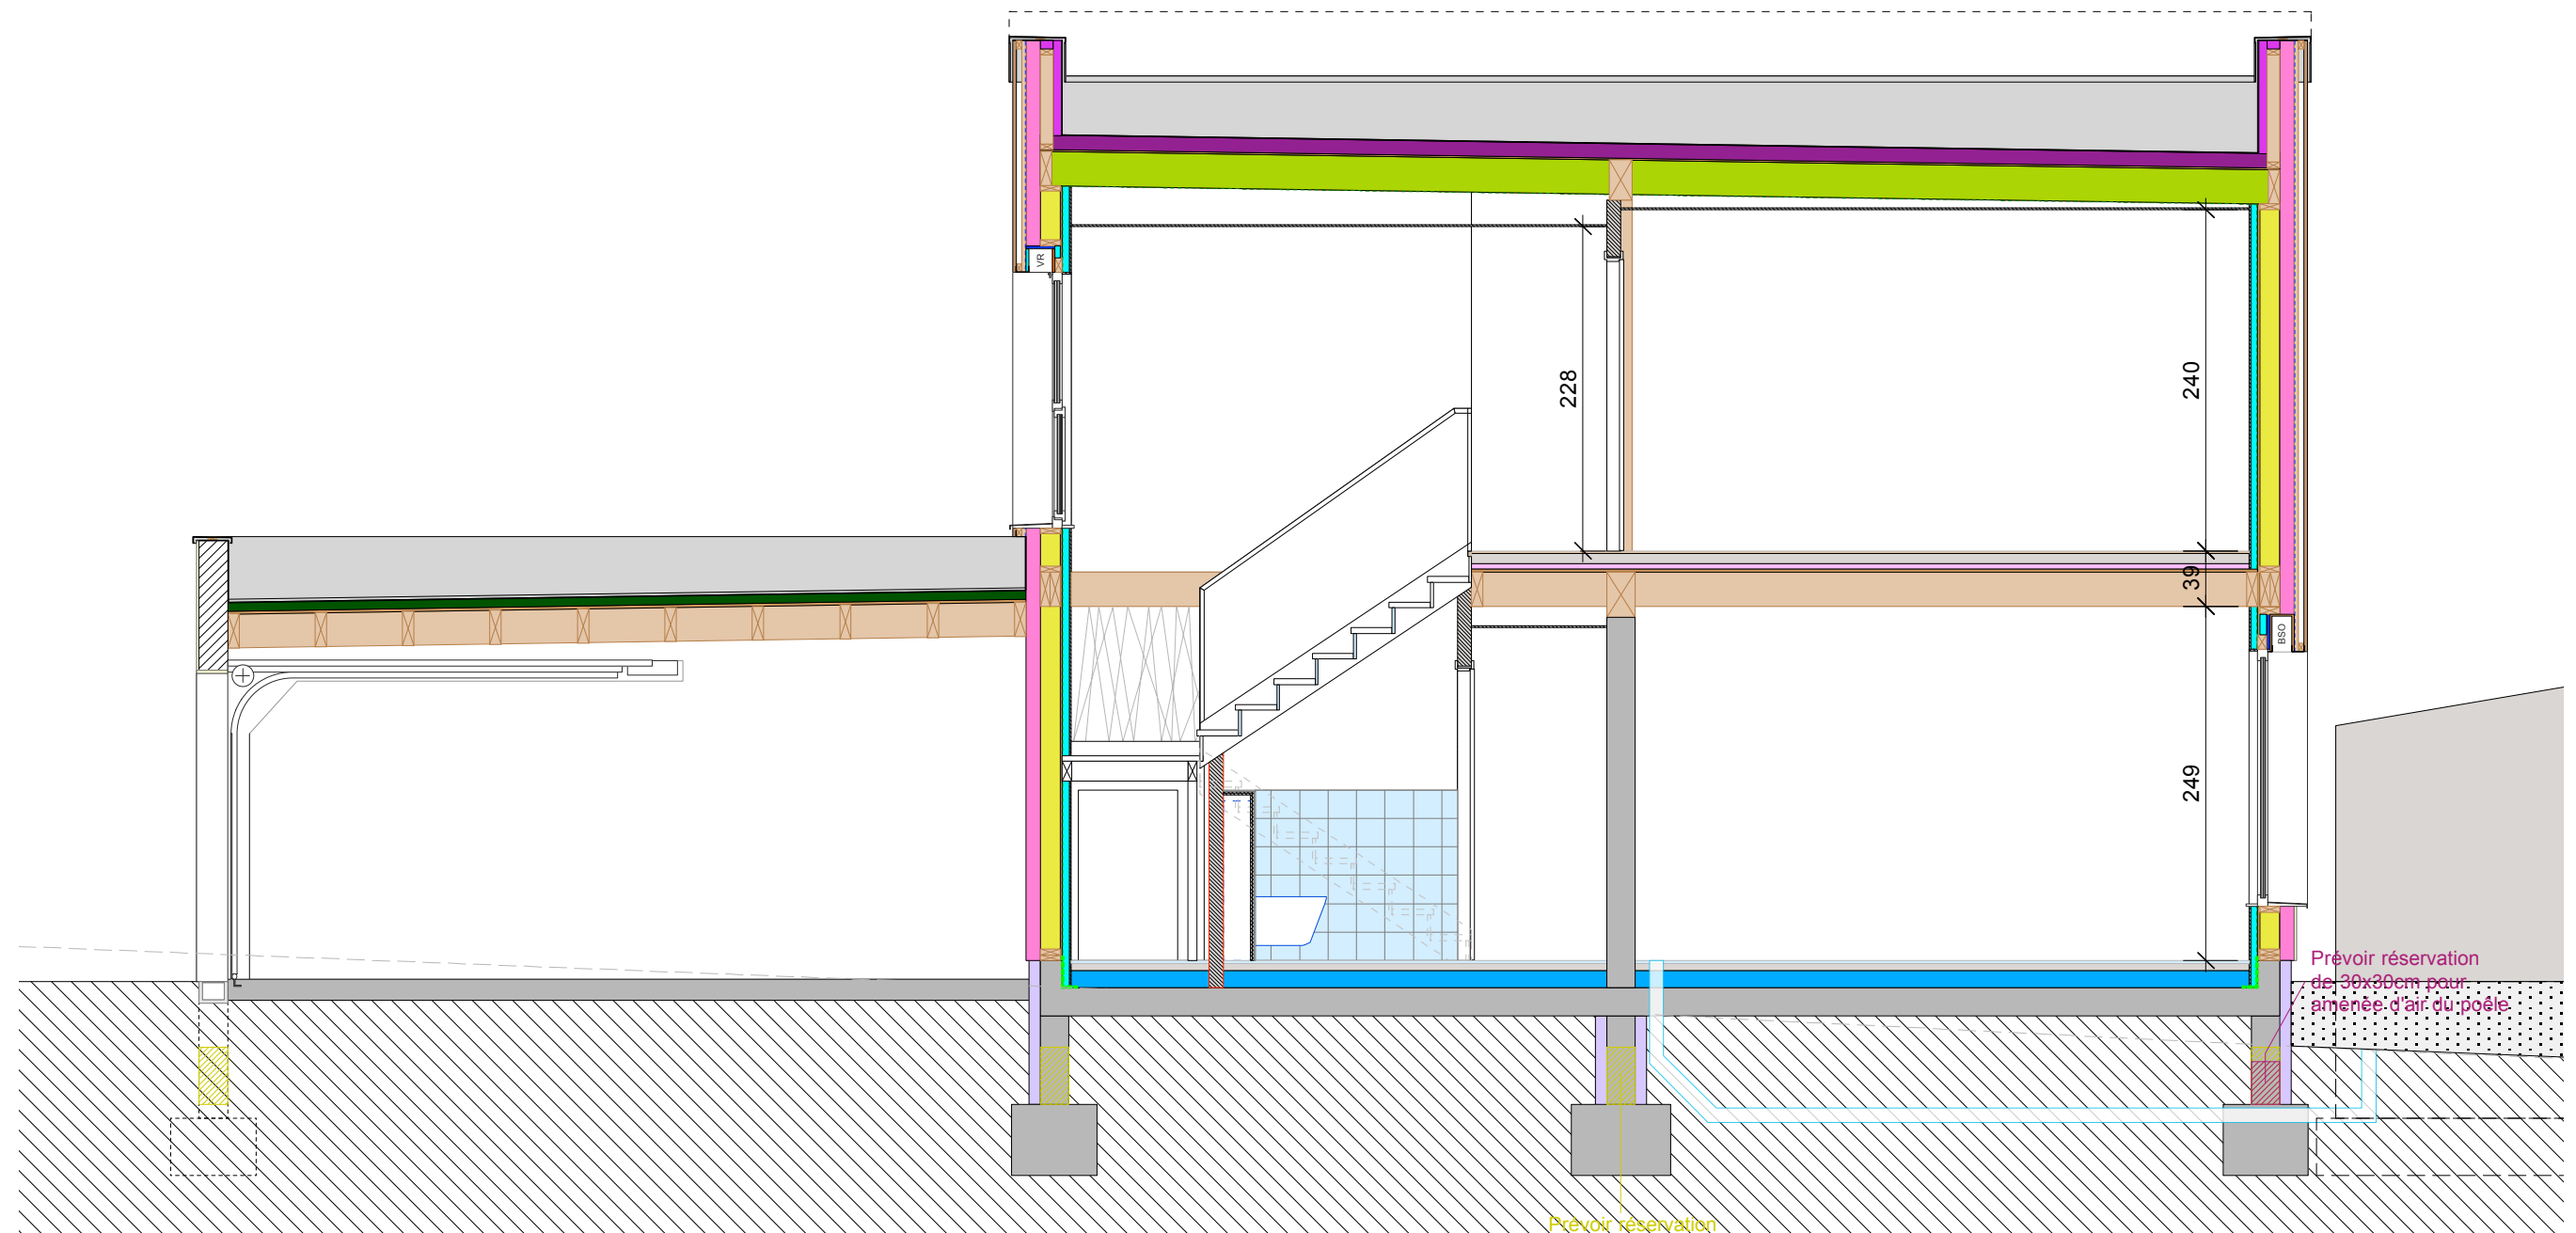 VR
228
240
39
BSO
249
Prévoir réservation
de 30x30cm pour
amenée d'air du poêle
Prévoir réservation